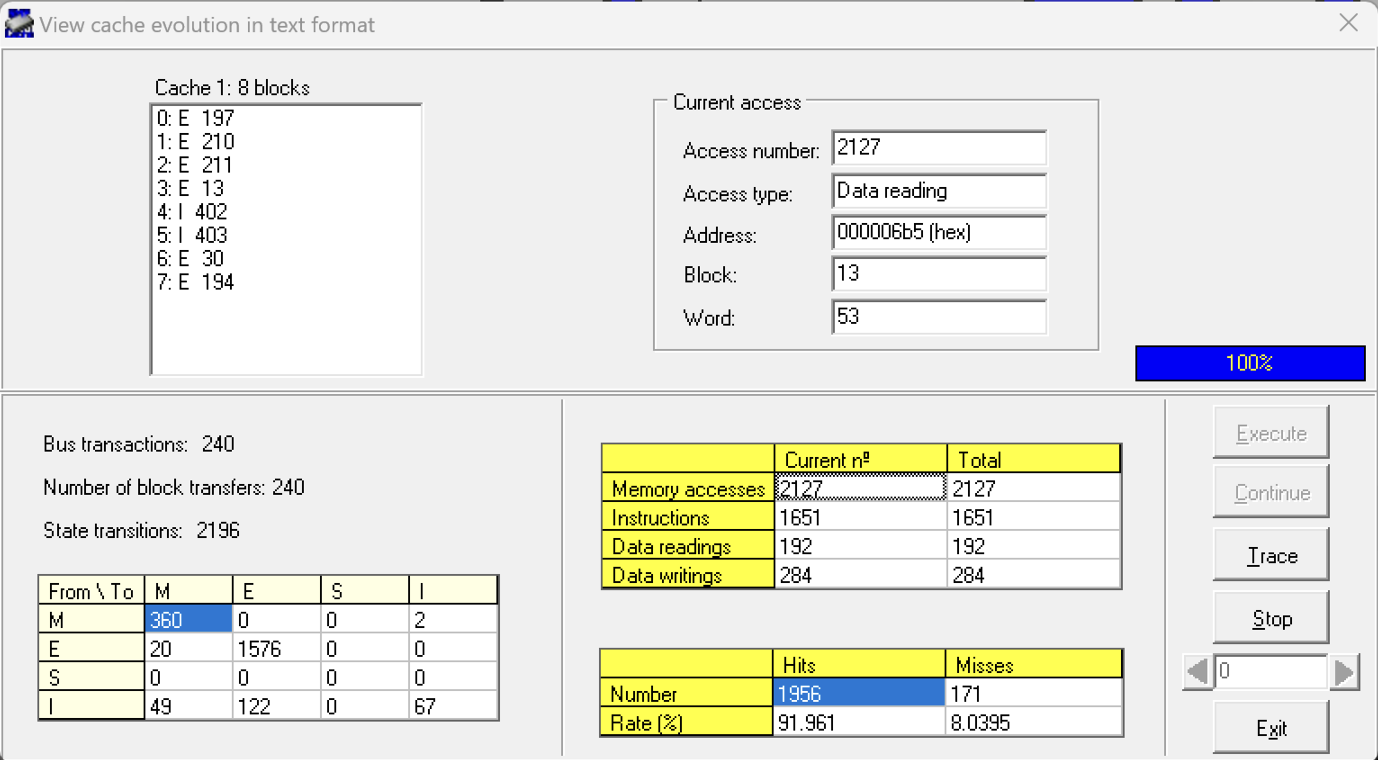 View cache evolution in text format
Cache 1: 8 blocks
0: E 197
1: E 210
2: E 211
3: E 13
4: I 402
5: I 403
6: E 30
7: E 194
Current access
Access number: 2127
Access type: Data reading
Address: 000006b5 (hex)
Block: 13
Word: 53
100%
Bus transactions: 240
Number of block transfers: 240
State transitions: 2196
From \ To M E S I
M 360 0 0 2
E 20 1576 0 0
S 0 0 0 0
I 49 122 0 67
Current nº Total
Memory accesses 2127 2127
Instructions 1651 1651
Data readings 192 192
Data writings 284 284
Hits Misses
Number 1956 171
Rate (%) 91.961 8.0395
Execute
Continue
Trace
Stop
0
Exit